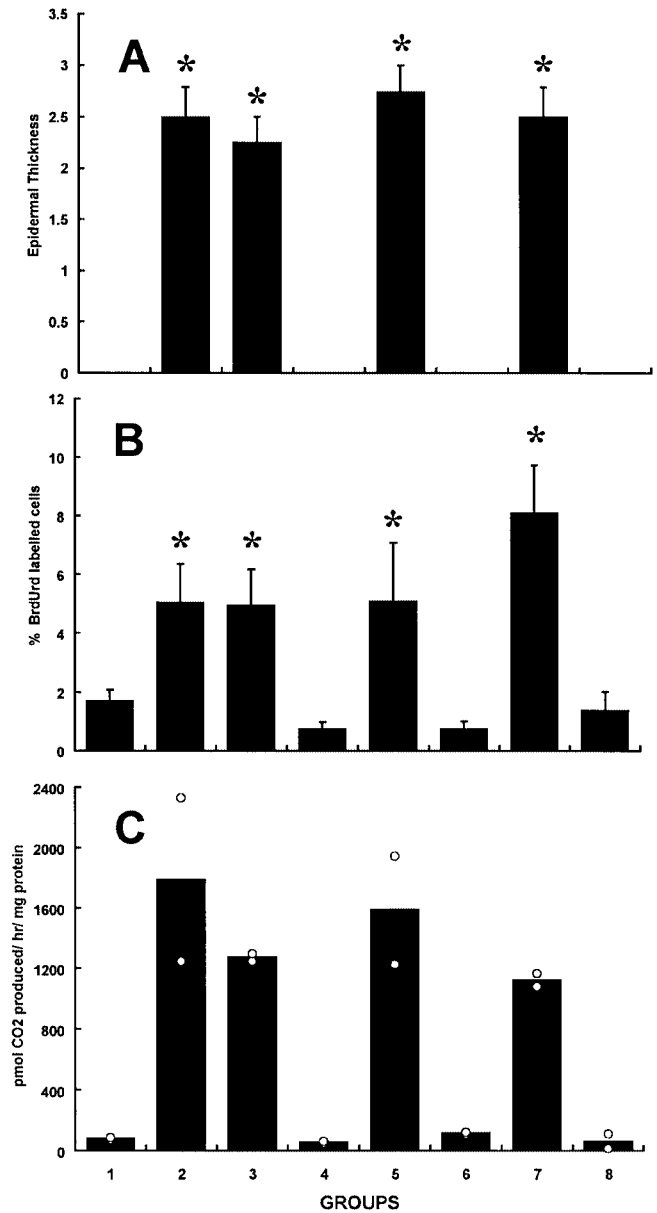 3.5
3
2.5
2
1.5
1
0.5
0
Epidermal Thickness
A
* * * *
12
10
8
6
4
2
0
% BrdUrd labelled cells
B
* * * *
2400
2000
1600
1200
800
400
0
pmol CO2 produced/ hr/ mg protein
C
1 2 3 4 5 6 7 8
GROUPS